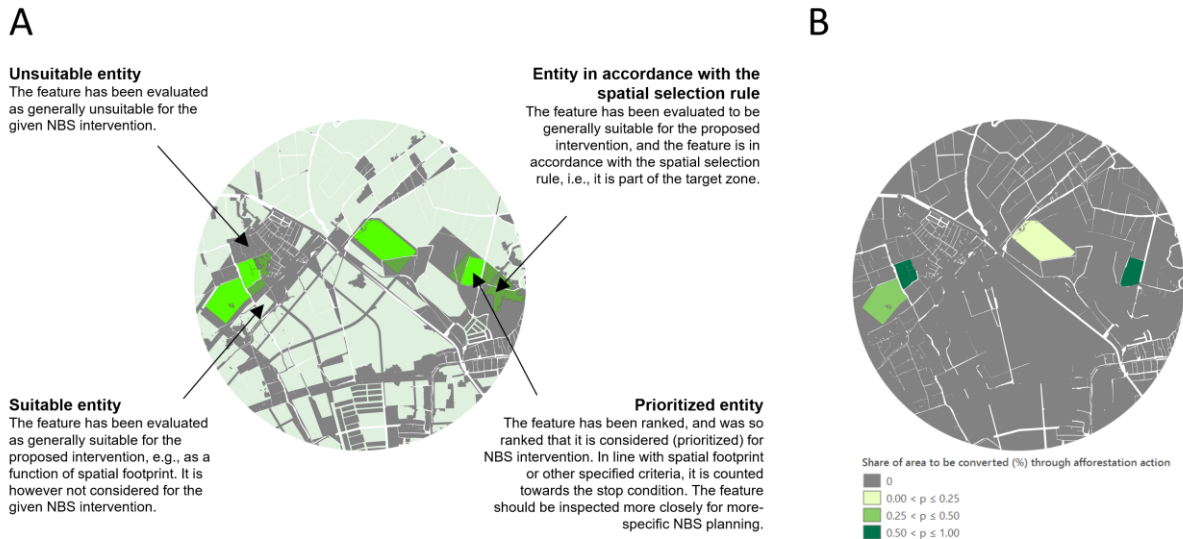 A
B
Unsuitable entity
The feature has been evaluated
as generally unsuitable for the
given NBS intervention.
Entity in accordance with the
spatial selection rule
The feature has been evaluated to be
generally suitable for the proposed
intervention, and the feature is in
accordance with the spatial selection
rule, i.e., it is part of the target zone.
Suitable entity
The feature has been evaluated
as generally suitable for the
proposed intervention, e.g., as a
function of spatial footprint. It is
however not considered for the
given NBS intervention.
Prioritized entity
The feature has been ranked, and was so
ranked that it is considered (prioritized) for
NBS intervention. In line with spatial footprint
or other specified criteria, it is counted
towards the stop condition. The feature
should be inspected more closely for more-
specific NBS planning.
Share of area to be converted (%) through afforestation action
0
0.00 < p ≤ 0.25
0.25 < p ≤ 0.50
0.50 < p ≤ 1.00